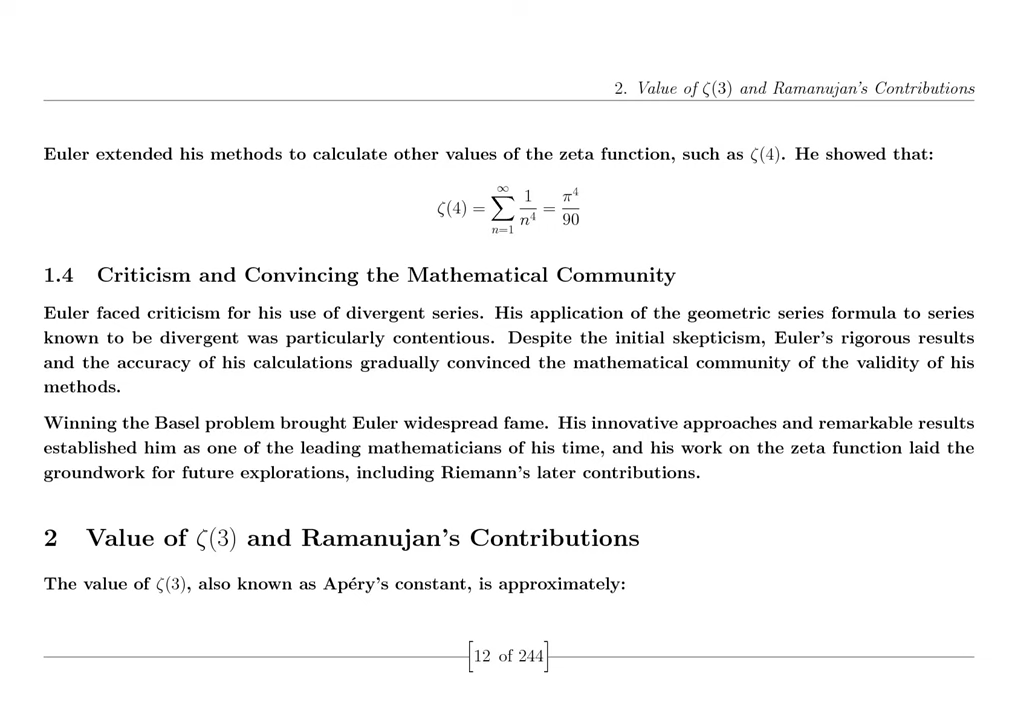 2. Value of ζ(3) and Ramanujan's Contributions
Euler extended his methods to calculate other values of the zeta function, such as ζ(4). He showed that:
ζ(4) = ∑_{n=1}^{∞} 1/n⁴ = π⁴/90
1.4 Criticism and Convincing the Mathematical Community
Euler faced criticism for his use of divergent series. His application of the geometric series formula to series
known to be divergent was particularly contentious. Despite the initial skepticism, Euler's rigorous results
and the accuracy of his calculations gradually convinced the mathematical community of the validity of his
methods.
Winning the Basel problem brought Euler widespread fame. His innovative approaches and remarkable results
established him as one of the leading mathematicians of his time, and his work on the zeta function laid the
groundwork for future explorations, including Riemann's later contributions.
2 Value of ζ(3) and Ramanujan's Contributions
The value of ζ(3), also known as Apéry's constant, is approximately:
[12 of 244]